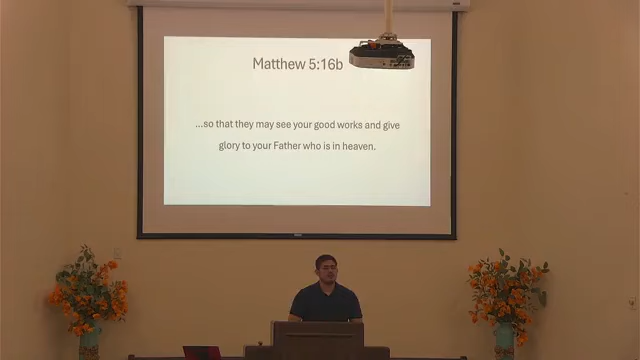 Matthew 5:16b
...so that they may see your good works and give
glory to your Father who is in heaven.